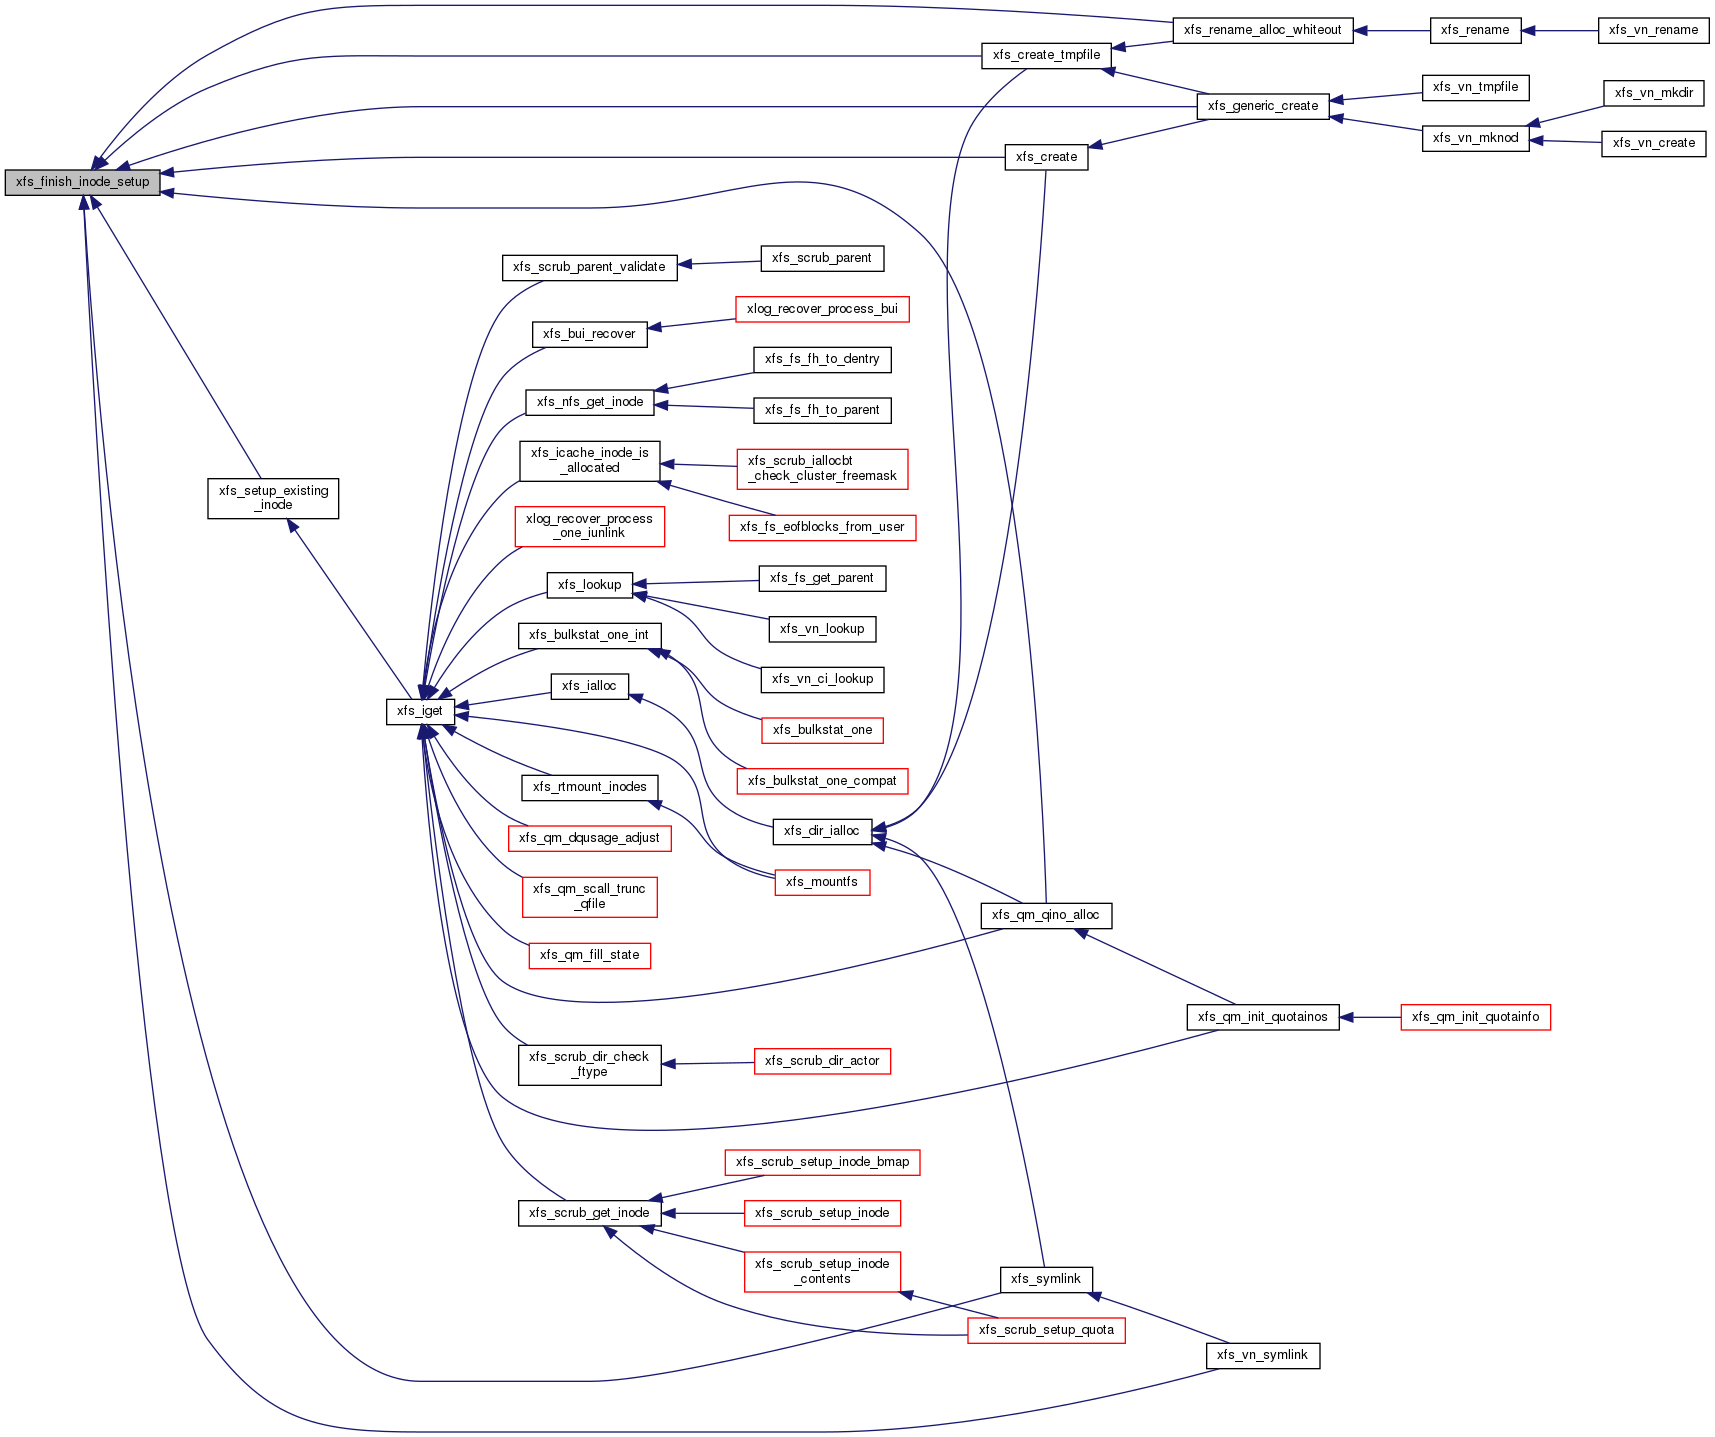 xfs_rename_alloc_whiteout
xfs_rename
xfs_vn_rename
xfs_create_tmpfile
xfs_vn_tmpfile
xfs_vn_mkdir
xfs_generic_create
xfs_vn_mknod
xfs_vn_create
xfs_create
xfs_finish_inode_setup
xfs_scrub_parent_validate
xfs_scrub_parent
xlog_recover_process_bui
xfs_bui_recover
xfs_fs_fh_to_dentry
xfs_nfs_get_inode
xfs_fs_fh_to_parent
xfs_icache_inode_is
_allocated
xfs_scrub_iallocbt
_check_cluster_freemask
xfs_setup_existing
_inode
xlog_recover_process
_one_iunlink
xfs_fs_eofblocks_from_user
xfs_lookup
xfs_fs_get_parent
xfs_vn_lookup
xfs_bulkstat_one_int
xfs_vn_ci_lookup
xfs_ialloc
xfs_iget
xfs_bulkstat_one
xfs_bulkstat_one_compat
xfs_rtmount_inodes
xfs_dir_ialloc
xfs_qm_dqusage_adjust
xfs_mountfs
xfs_qm_scall_trunc
_qfile
xfs_qm_qino_alloc
xfs_qm_fill_state
xfs_qm_init_quotainos
xfs_qm_init_quotainfo
xfs_scrub_dir_check
_ftype
xfs_scrub_dir_actor
xfs_scrub_setup_inode_bmap
xfs_scrub_get_inode
xfs_scrub_setup_inode
xfs_scrub_setup_inode
_contents
xfs_symlink
xfs_scrub_setup_quota
xfs_vn_symlink